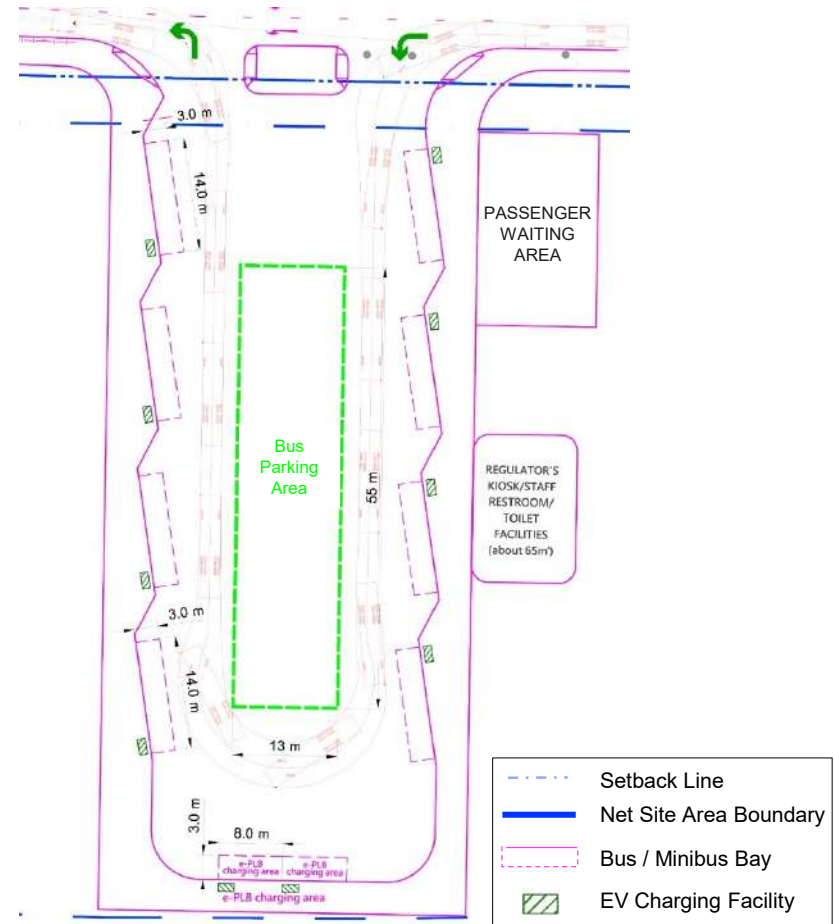 3.0 m
14.0 m
PASSENGER
WAITING
AREA
Bus
Parking
Area
55 m
REGULATOR'S
KIOSK/STAFF
RESTROOM/
TOILET
FACILITIES
(about 65m²)
3.0 m
14.0 m
13 m
3.0 m
8.0 m
e-PLB
charging area
e-PLB
charging area
e-PLB charging area
Setback Line
Net Site Area Boundary
Bus / Minibus Bay
EV Charging Facility